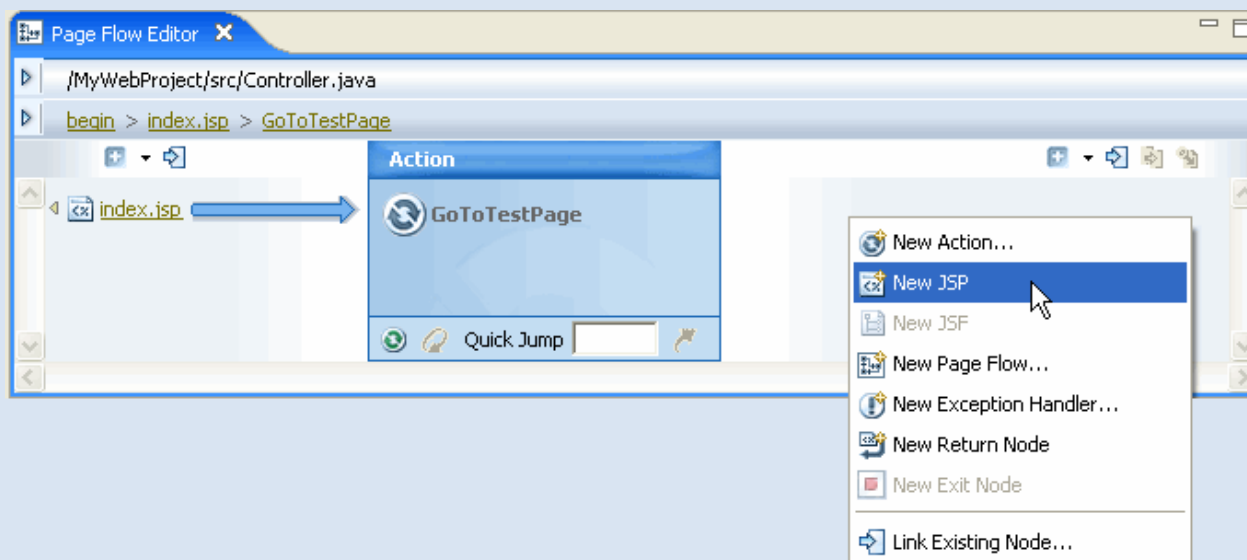 Page Flow Editor
/MyWebProject/src/Controller.java
begin > index.jsp > GoToTestPage
Action
index.jsp
GoToTestPage
Quick Jump
New Action...
New JSP
New JSF
New Page Flow...
New Exception Handler...
New Return Node
New Exit Node
Link Existing Node...